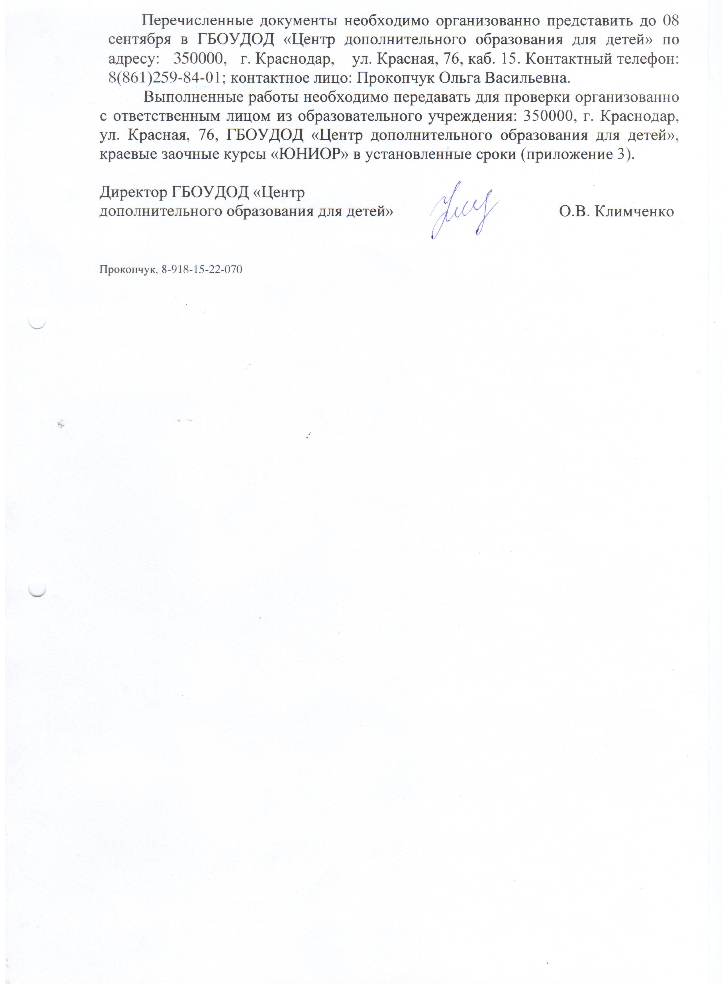 Перечисленные документы необходимо организованно представить до 08
сентября в ГБОУДОД «Центр дополнительного образования для детей» по
адресу: 350000, г. Краснодар, ул. Красная, 76, каб. 15. Контактный телефон:
8(861)259-84-01; контактное лицо: Прокопчук Ольга Васильевна.
Выполненные работы необходимо передавать для проверки организованно
с ответственным лицом из образовательного учреждения: 350000, г. Краснодар,
ул. Красная, 76, ГБОУДОД «Центр дополнительного образования для детей»,
краевые заочные курсы «ЮНИОР» в установленные сроки (приложение 3).
Директор ГБОУДОД «Центр
дополнительного образования для детей» О.В. Климченко
Прокопчук, 8-918-15-22-070